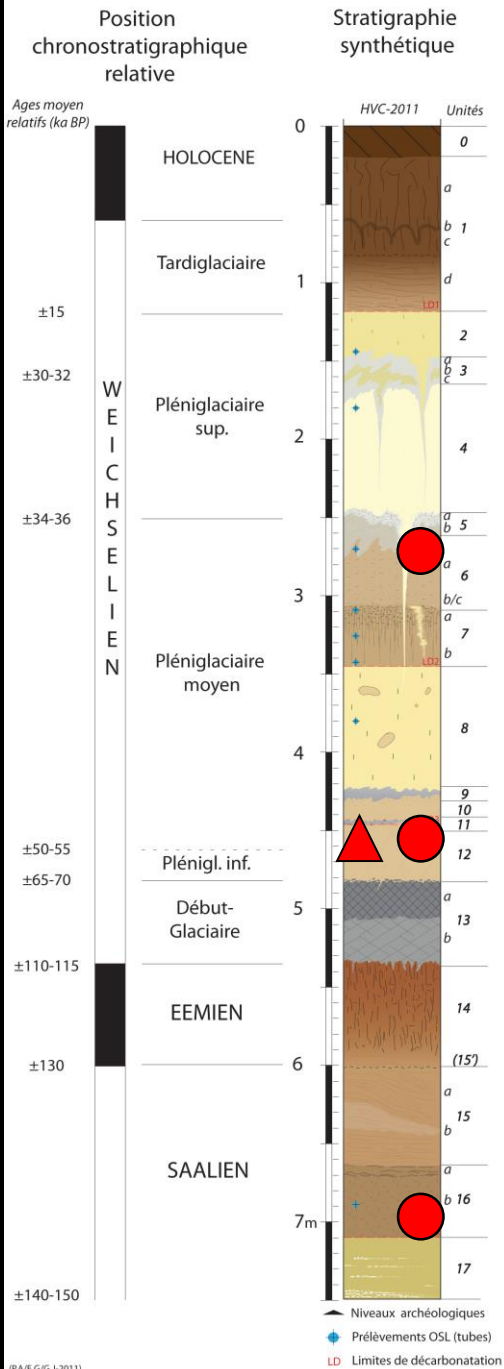 Position
chronostratigraphique
relative
Stratigraphie
synthétique
Ages moyen
relatifs (ka BP)
HVC-2011
Unités
0
0
HOLOCENE
a
b
1
c
Tardiglaciaire
d
1
LD1
±15
2
±30-32
a
b
3
c
WEICHSELIEN
Pléniglaciaire
sup.
2
4
±34-36
a
b
5
a
6
b/c
3
a
7
b
LD2
Pléniglaciaire
moyen
8
4
9
10
11
±50-55
Plénigl. inf.
12
±65-70
Début-
Glaciaire
5
a
13
b
±110-115
EEMIEN
14
(15')
±130
6
a
15
b
SAALIEN
a
b
16
7m
17
±140-150
Niveaux archéologiques
Prélèvements OSL (tubes)
LD Limites de décarbonatation